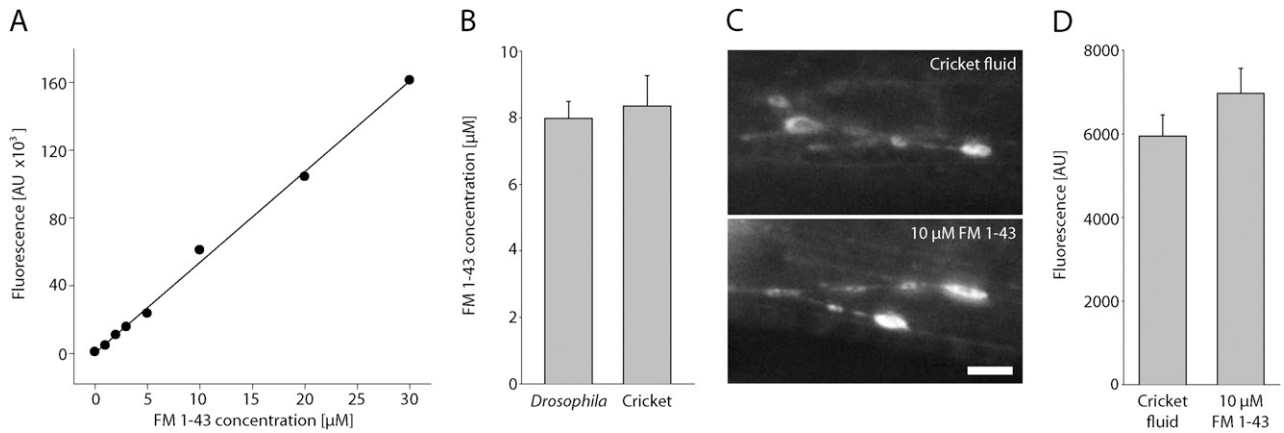 A
Fluorescence [AU x10³]
160
120
80
40
0
0 5 10 15 20 25 30
FM 1-43 concentration [µM]
B
FM 1-43 concentration [µM]
10
8
6
4
2
0
Drosophila Cricket
C
Cricket fluid
10 µM FM 1-43
D
Fluorescence [AU]
8000
6000
4000
2000
0
Cricket 10 µM
fluid FM 1-43